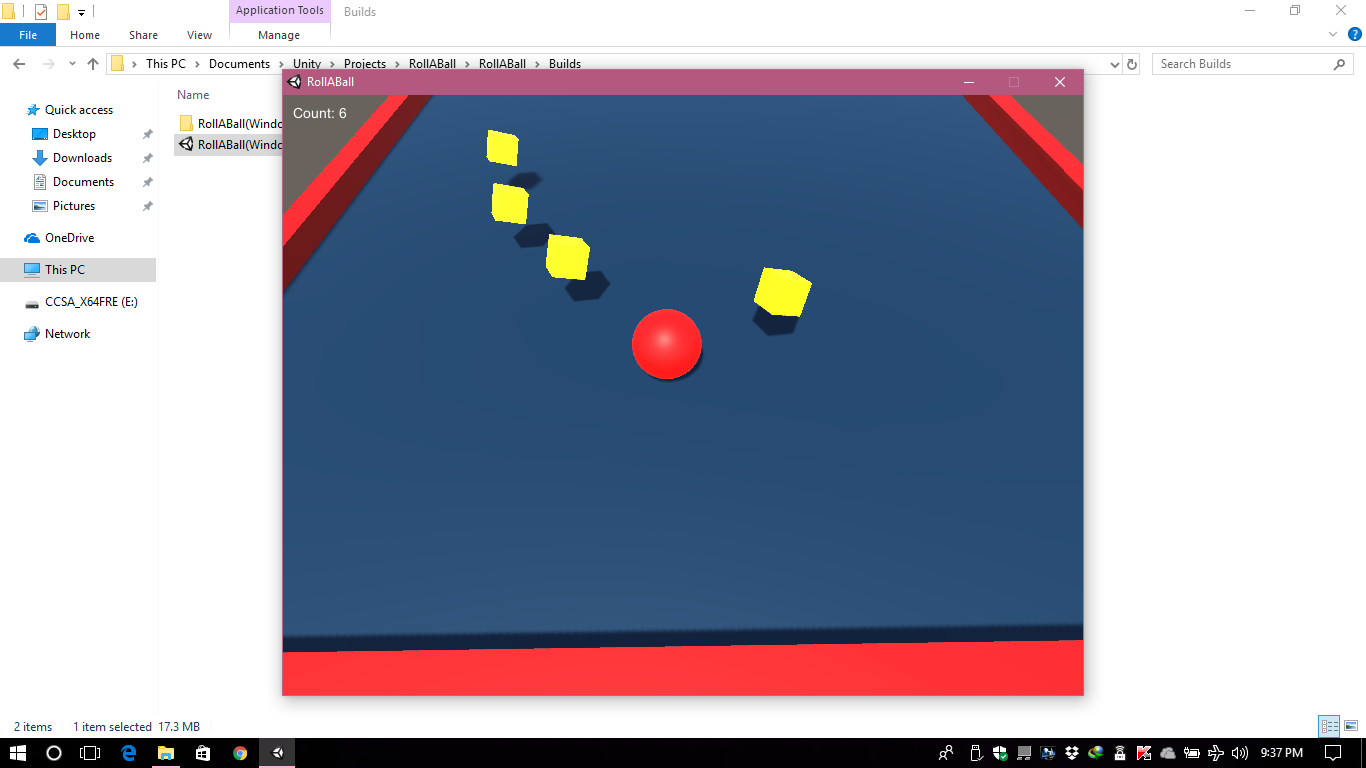 Application Tools
Builds
File
Home
Share
View
Manage
This PC
Documents
Unity
Projects
RollABall
RollABall
Builds
Search Builds
RollABall
Name
Quick access
Count: 6
RollABall(Windo
Desktop
RollABall(Windo
Downloads
Documents
Pictures
OneDrive
This PC
CCSA_X64FRE (E:)
Network
2 items 1 item selected 17.3 MB
9:37 PM